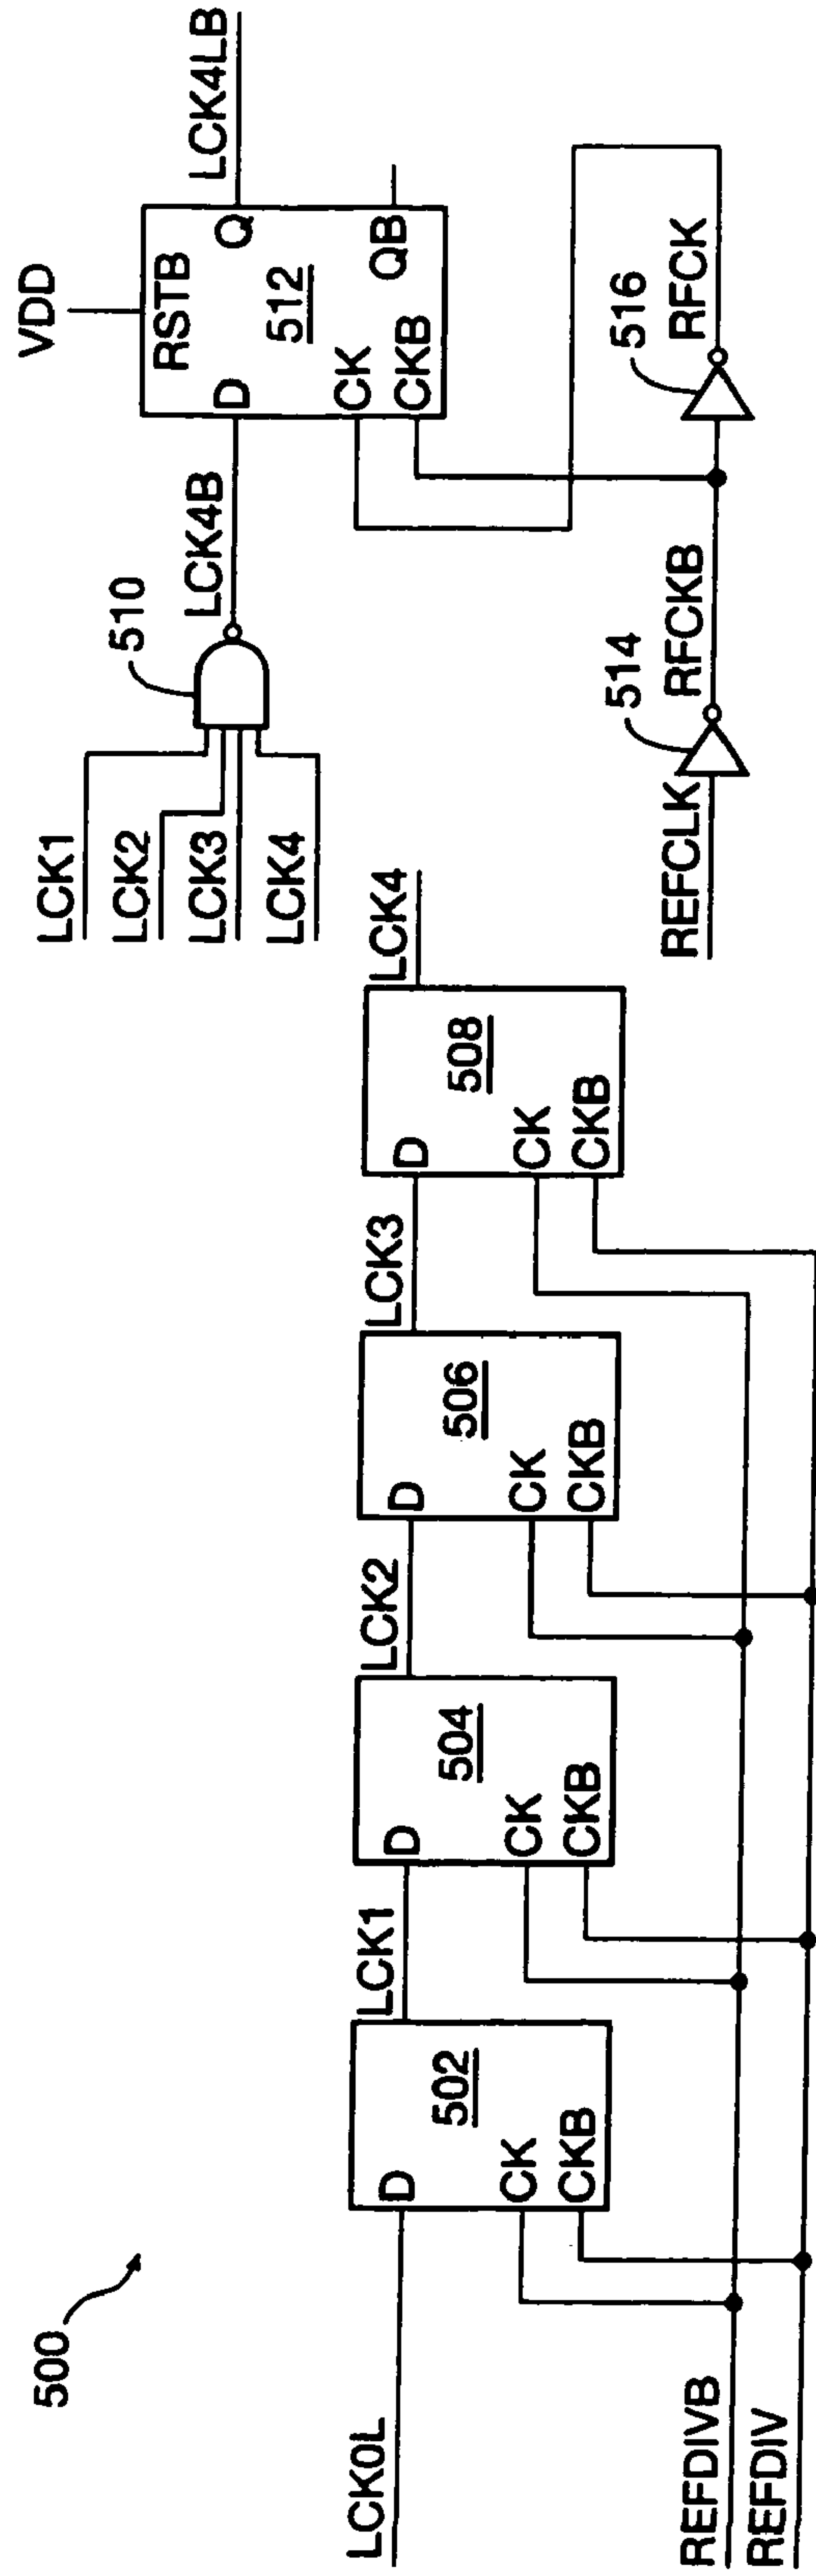 500
LCK0L
REFDIVB
REFDIV
D
502
CK
CKB
LCK1
D
504
CK
CKB
LCK2
D
506
CK
CKB
LCK3
D
508
CK
CKB
LCK4
LCK1
LCK2
LCK3
LCK4
510
LCK4B
VDD
RSTB
D
Q
512
CK
CKB
QB
LCK4LB
REFCLK
514
RFCKB
516
RFCK